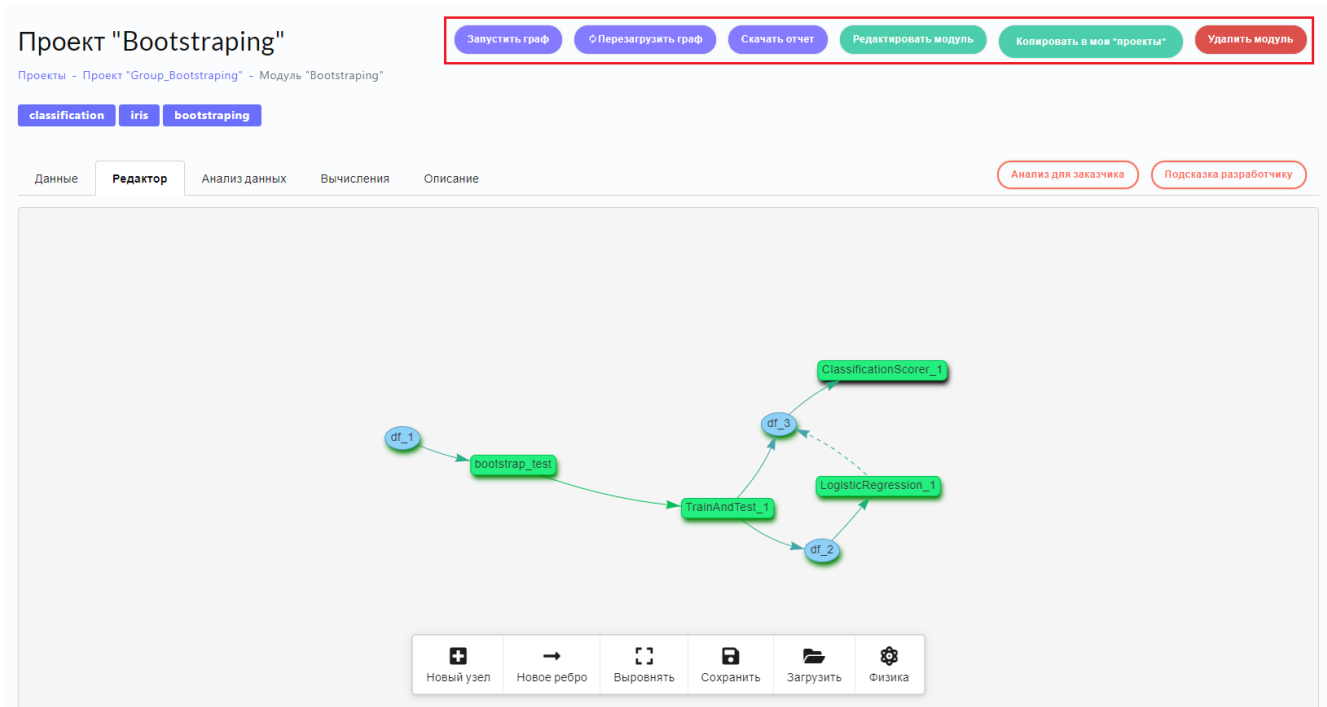 Проект "Bootstraping"
Запустить граф
Перезагрузить граф
Скачать отчет
Редактировать модуль
Копировать в мои "проекты"
Удалить модуль
Проекты - Проект "Group_Bootstraping" - Модуль "Bootstraping"
classification
iris
bootstraping
Данные
Редактор
Анализ данных
Вычисления
Описание
Анализ для заказчика
Подсказка разработчику
ClassificationScorer_1
df_3
df_1
bootstrap_test
LogisticRegression_1
TrainAndTest_1
df_2
Новый узел
Новое ребро
Выровнять
Сохранить
Загрузить
Физика